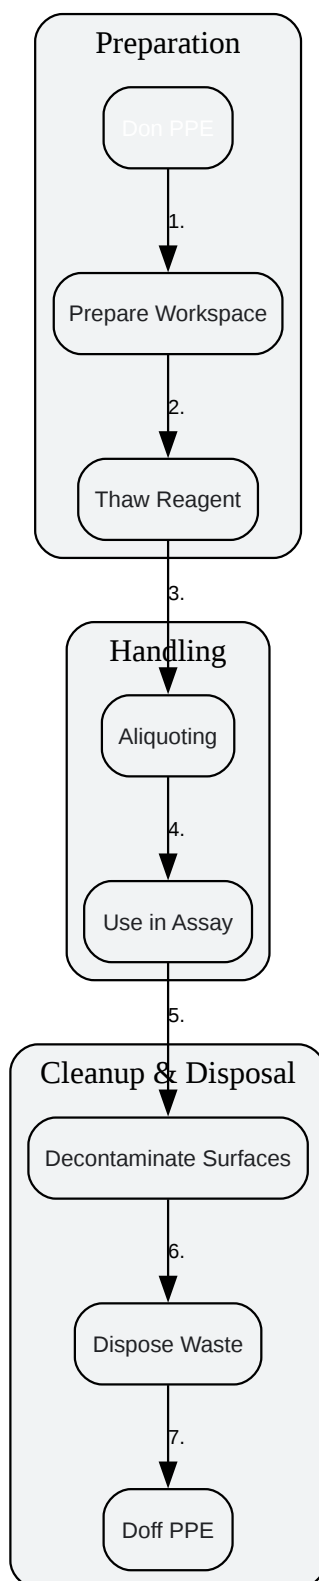 Preparation
Don PPE
1.
Prepare Workspace
2.
Thaw Reagent
3.
Handling
Aliquoting
4.
Use in Assay
5.
Cleanup & Disposal
Decontaminate Surfaces
6.
Dispose Waste
7.
Doff PPE